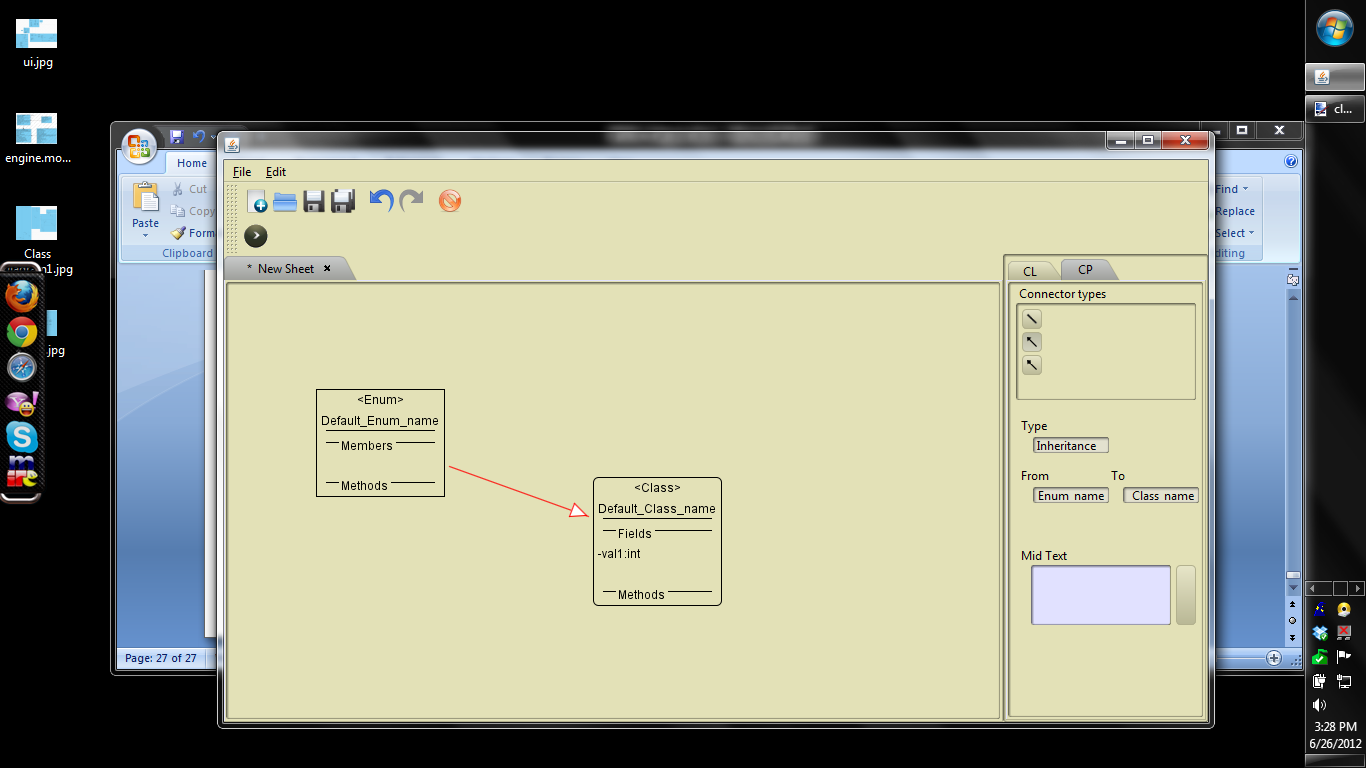 ui.jpg
engine.mo...
Class
n1.jpg
.jpg
Home
Paste
Cut
Copy
Form
Clipboard
Page: 27 of 27
File Edit
* New Sheet x
<Enum>
Default_Enum_name
Members
Methods
<Class>
Default_Class_name
Fields
-val1:int
Methods
CL CP
Connector types
Type
Inheritance
From To
Enum name Class name
Mid Text
Find
Replace
Select
diting
cl...
3:28 PM
6/26/2012